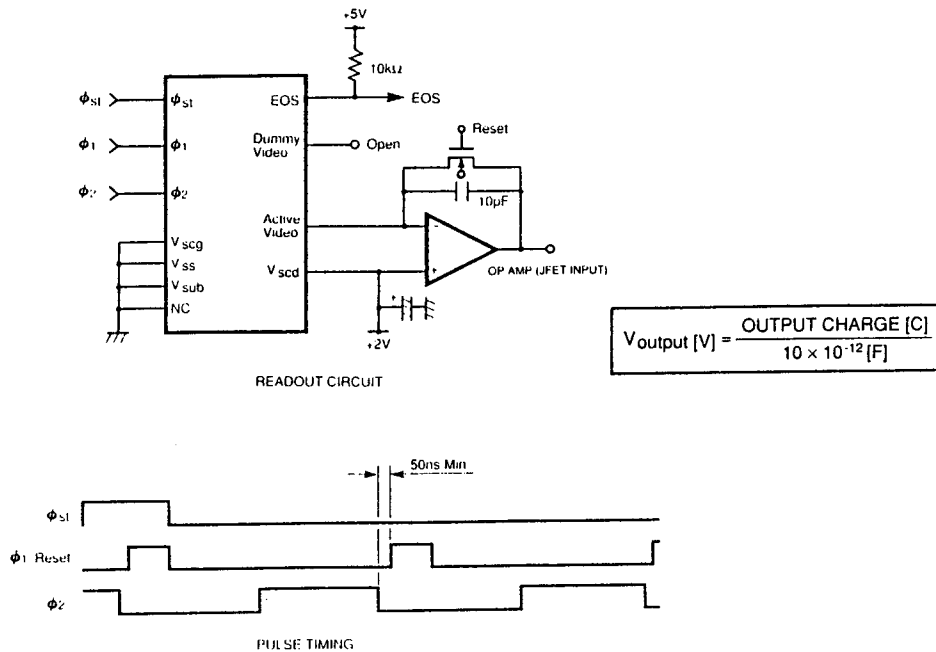 +5V
10kΩ
ϕst
ϕst
EOS
EOS
ϕ1
ϕ1
Dummy
Video
Open
Reset
ϕ2
ϕ2
10µF
Active
Video
-
Vscg
Vss
Vscd
+
OP AMP (JFET INPUT)
Vsub
NC
+
+2V
READOUT CIRCUIT
Voutput [V] = OUTPUT CHARGE [C]
10 × 10⁻¹² [F]
50ns Min
ϕst
ϕ1 Reset
ϕ2
PULSE TIMING